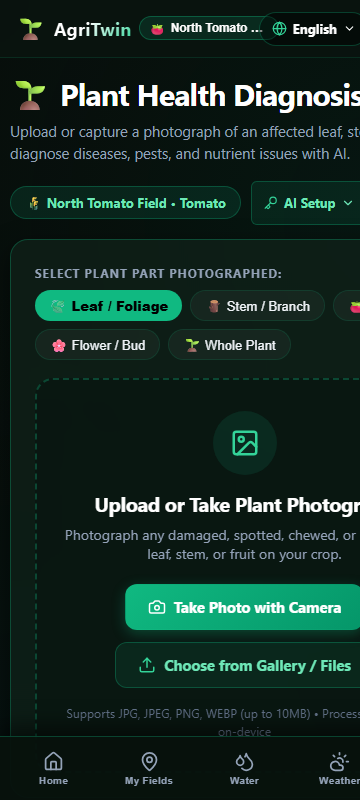 AgriTwin
North Tomato ...
English
Plant Health Diagnosis
Upload or capture a photograph of an affected leaf,
diagnose diseases, pests, and nutrient issues with AI.
North Tomato Field • Tomato
AI Setup
SELECT PLANT PART PHOTOGRAPHED:
Leaf / Foliage
Stem / Branch
Flower / Bud
Whole Plant
Upload or Take Plant
Photograph any damaged, spotted, chewed, or
leaf, stem, or fruit on your crop.
Take Photo with Camera
Choose from Gallery / Files
Supports JPG, JPEG, PNG, WEBP (up to 10MB) •
on-device
Home
My Fields
Water
Weather